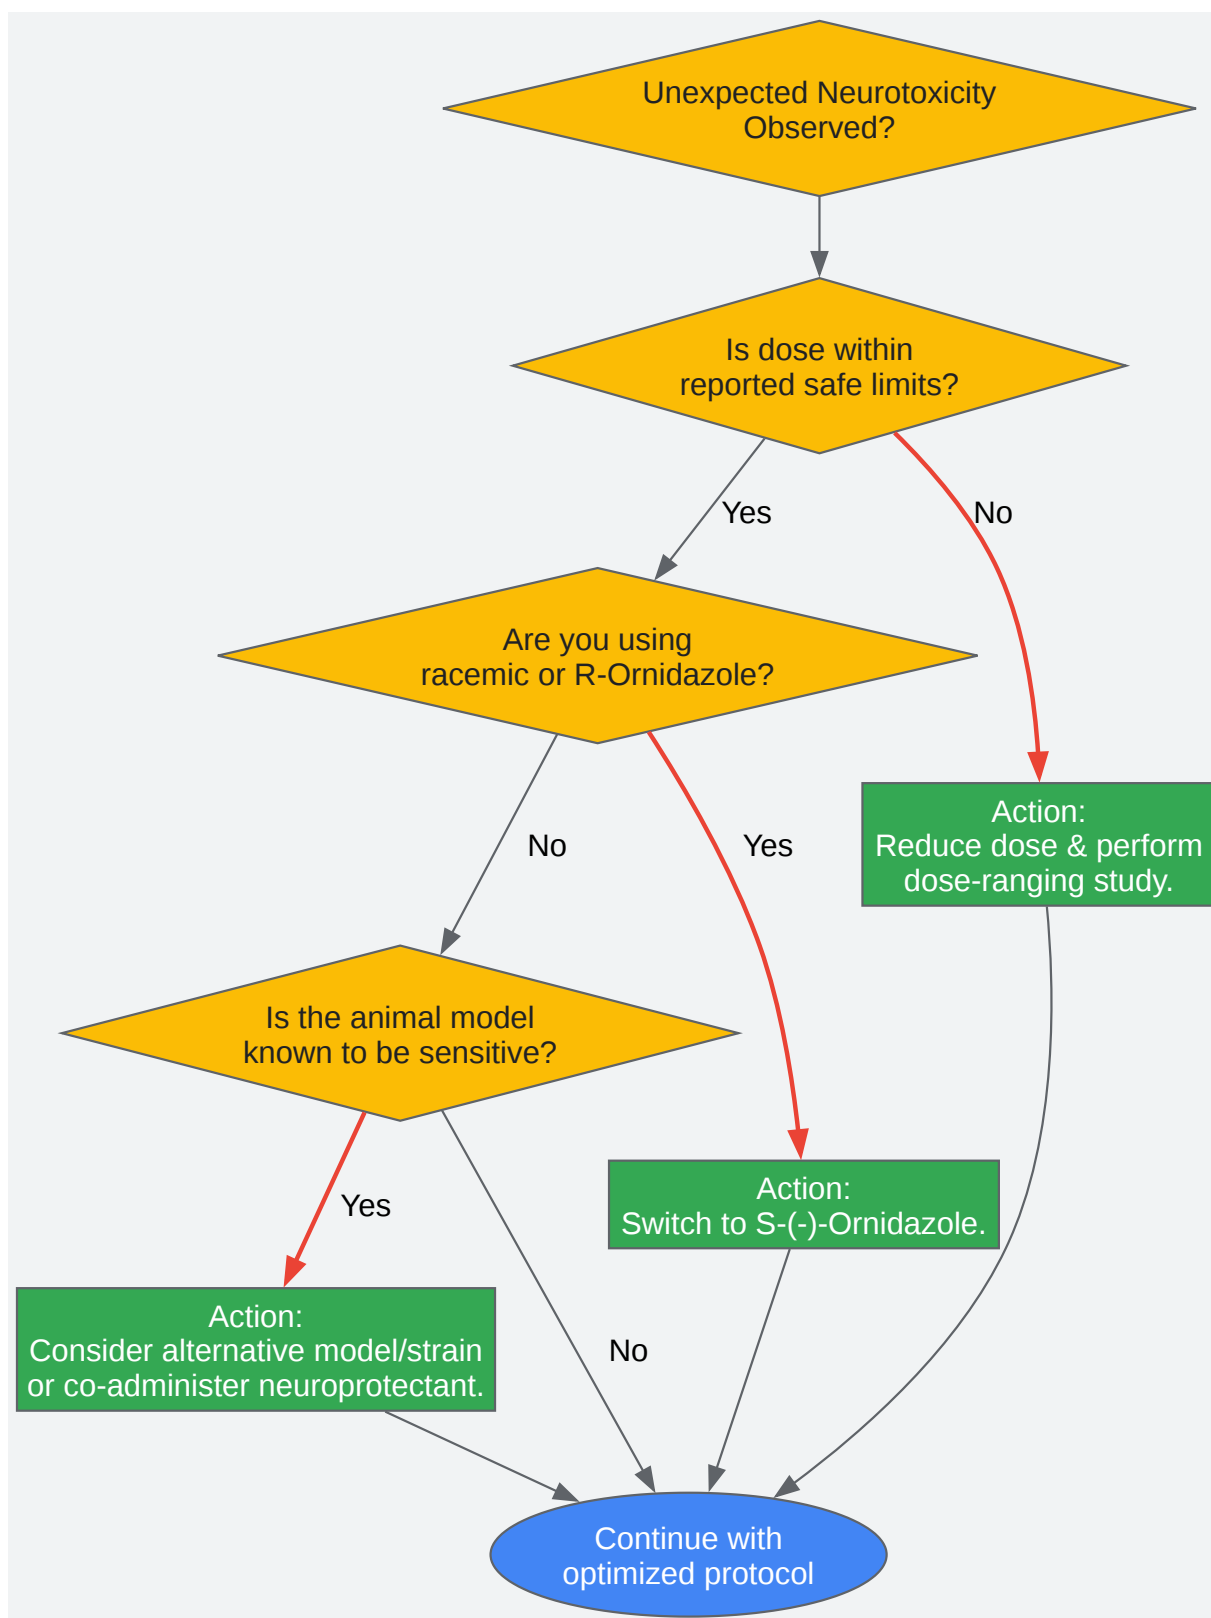 Unexpected Neurotoxicity
Observed?
Is dose within
reported safe limits?
Yes
No
Are you using
racemic or R-Ornidazole?
Action:
Reduce dose & perform
dose-ranging study.
No
Yes
Is the animal model
known to be sensitive?
Action:
Switch to S-(-)-Ornidazole.
Yes
Action:
Consider alternative model/strain
or co-administer neuroprotectant.
No
Continue with
optimized protocol